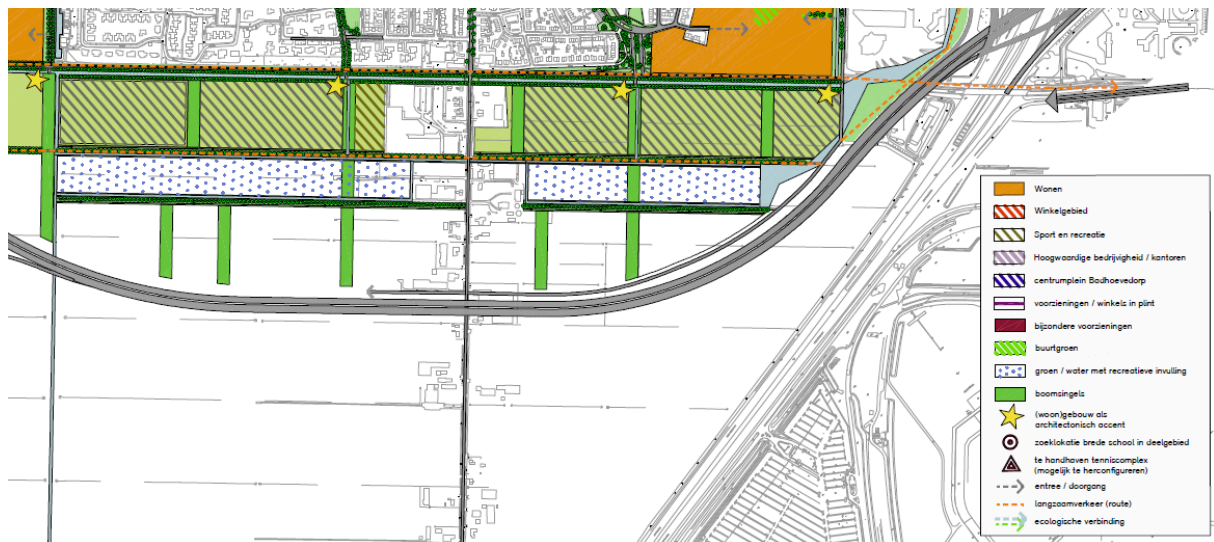 Wonen
Winkelgebied
Sport en recreatie
Hoogwaardige bedrijvigheid / kantoren
centrumplein Badhoevedorp
voorzieningen / winkels in plint
bijzondere voorzieningen
buurtgroen
groen / water met recreatieve invulling
boomsingels
(woon)gebouw als
architectonisch accent
zoeklokatie brede school in deelgebied
te handhaven tenniscomplex
(mogelijk te herconfigureren)
entree / doorgang
langzaamverkeer (route)
ecologische verbinding